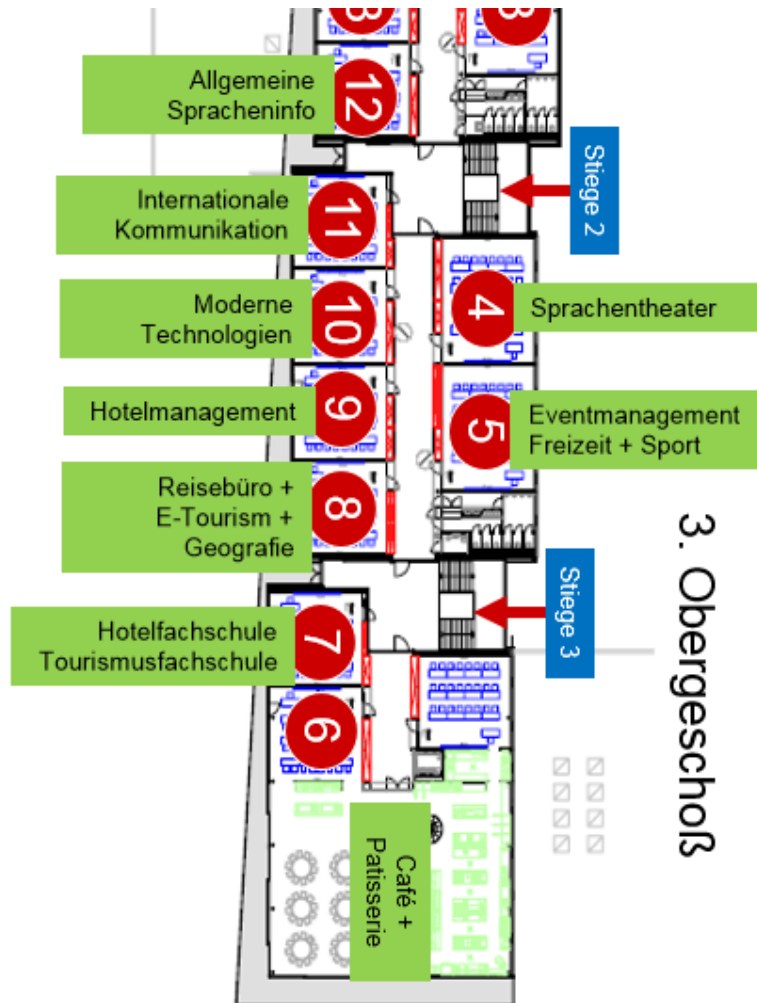 12
Allgemeine
Spracheninfo
Stiege 2
11
Internationale
Kommunikation
10
Moderne
Technologien
4
Sprachentheater
9
Hotelmanagement
5
Eventmanagement
Freizeit + Sport
8
Reisebüro +
E-Tourism +
Geografie
3. Obergeschoß
Stiege 3
7
Hotelfachschule
Tourismusfachschule
6
Café +
Patisserie